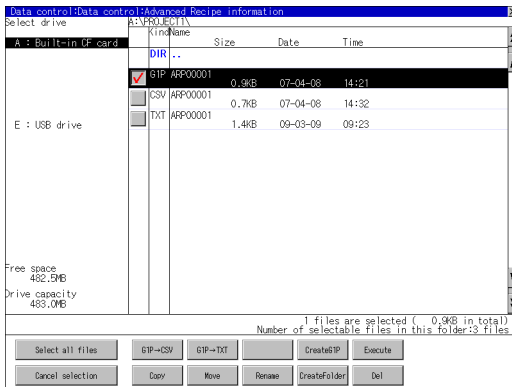 Data control:Data control:Advanced Recipe information
Select drive
A:\PROJECT1\
Kind Name
Size Date Time
A : Built-in CF card
DIR ..
G1P ARP00001
0.9KB 07-04-08 14:21
CSV ARP00001
0.7KB 07-04-08 14:32
TXT ARP00001
1.4KB 09-03-09 09:23
E : USB drive
Free space
482.5MB
Drive capacity
483.0MB
1 files are selected ( 0.9KB in total)
Number of selectable files in this folder:3 files
Select all files G1P→CSV G1P→TXT CreateG1P Execute
Cancel selection Copy Move Rename CreateFolder Del